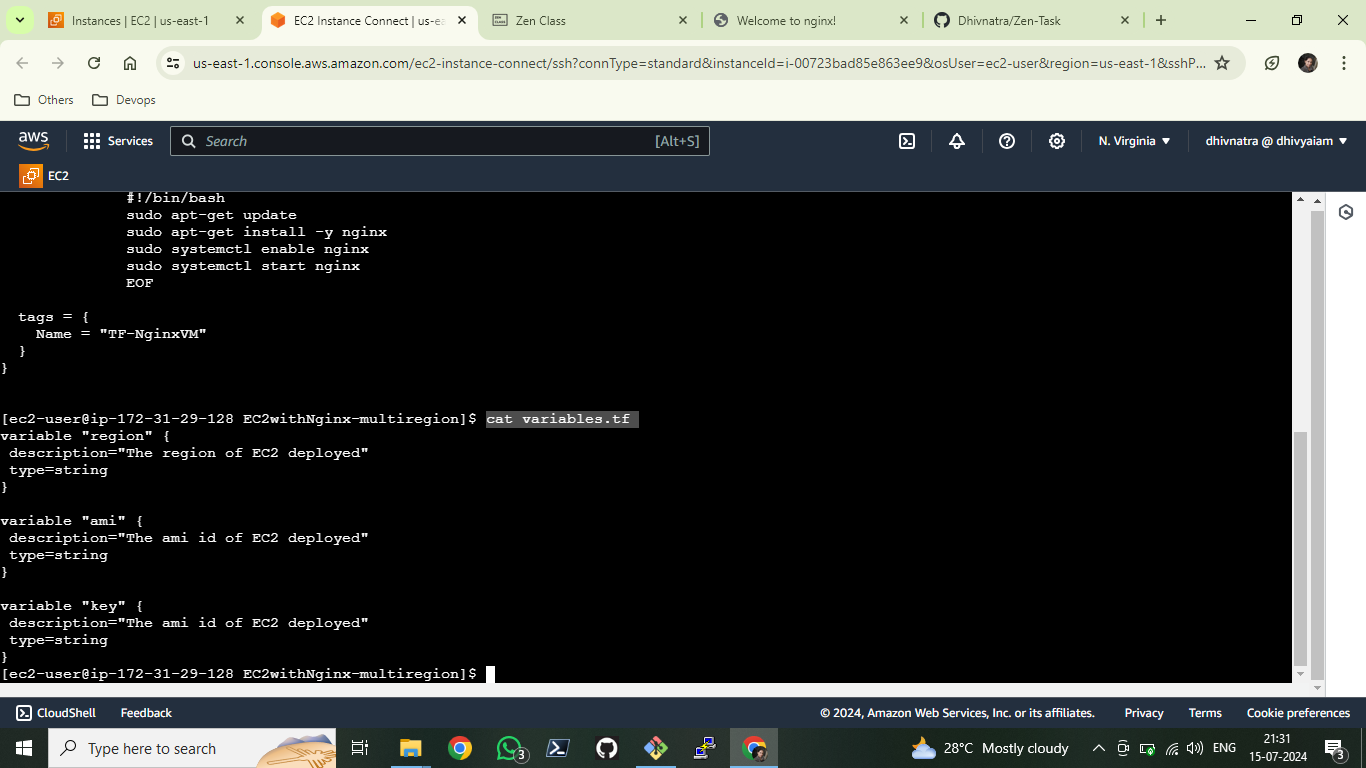 Instances | EC2 | us-east-1
EC2 Instance Connect | us-ea
Zen Class
Welcome to nginx!
Dhivnatra/Zen-Task
us-east-1.console.aws.amazon.com/ec2-instance-connect/ssh?connType=standard&instanceId=i-00723bad85e863ee9&osUser=ec2-user&region=us-east-1&sshP...
Others
Devops
aws
Services
Search
[Alt+S]
N. Virginia
dhivnatra @ dhivyaiam
EC2
#!/bin/bash
sudo apt-get update
sudo apt-get install -y nginx
sudo systemctl enable nginx
sudo systemctl start nginx
EOF
tags = {
Name = "TF-NginxVM"
}
}
[ec2-user@ip-172-31-29-128 EC2withNginx-multiregion]$ cat variables.tf
variable "region" {
description="The region of EC2 deployed"
type=string
}
variable "ami" {
description="The ami id of EC2 deployed"
type=string
}
variable "key" {
description="The ami id of EC2 deployed"
type=string
}
[ec2-user@ip-172-31-29-128 EC2withNginx-multiregion]$
CloudShell
Feedback
© 2024, Amazon Web Services, Inc. or its affiliates.
Privacy
Terms
Cookie preferences
Type here to search
3
28°C Mostly cloudy
ENG
21:31
15-07-2024
3